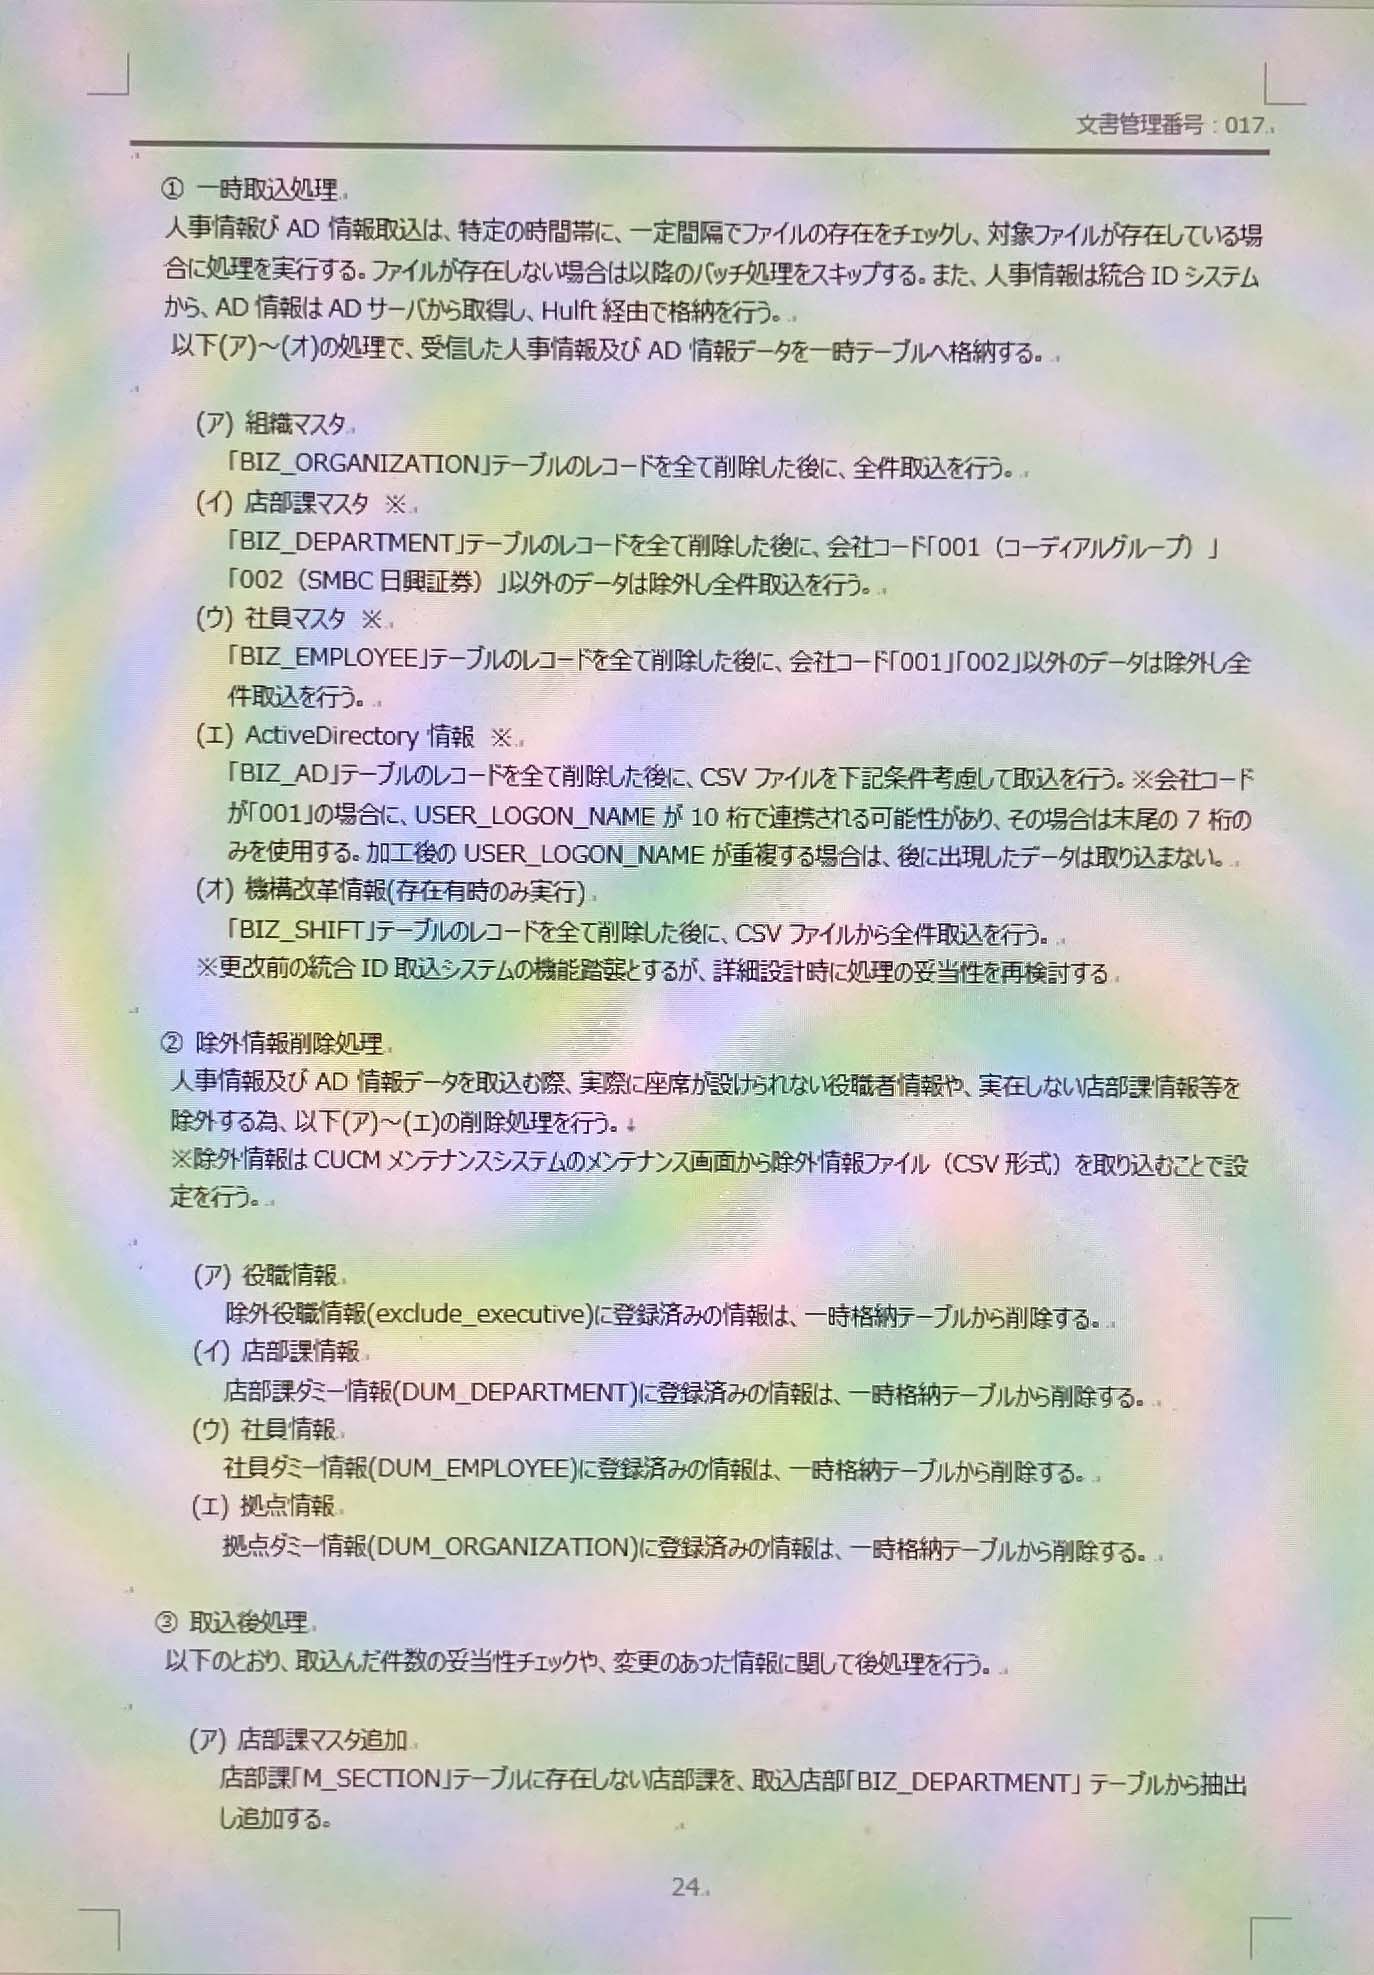 文書管理番号：017
① 一時取込処理
人事情報び AD 情報取込は、特定の時間帯に、一定間隔でファイルの存在をチェックし、対象ファイルが存在している場
合に処理を実行する。ファイルが存在しない場合は以降のバッチ処理をスキップする。また、人事情報は統合 ID システム
から、AD 情報は AD サーバから取得し、Hulft 経由で格納を行う。
以下(ア)～(オ)の処理で、受信した人事情報及び AD 情報データを一時テーブルへ格納する。
(ア) 組織マスタ
「BIZ_ORGANIZATION」テーブルのレコードを全て削除した後に、全件取込を行う。
(イ) 店部課マスタ ※
「BIZ_DEPARTMENT」テーブルのレコードを全て削除した後に、会社コード「001（コーディアルグループ）」
「002（SMBC 日興証券）」以外のデータは除外し全件取込を行う。
(ウ) 社員マスタ ※
「BIZ_EMPLOYEE」テーブルのレコードを全て削除した後に、会社コード「001」「002」以外のデータは除外し全
件取込を行う。
(エ) ActiveDirectory 情報 ※
「BIZ_AD」テーブルのレコードを全て削除した後に、CSV ファイルを下記条件考慮して取込を行う。※会社コード
が「001」の場合に、USER_LOGON_NAME が 10 桁で連携される可能性があり、その場合は末尾の 7 桁の
みを使用する。加工後の USER_LOGON_NAME が重複する場合は、後に出現したデータは取り込まない。
(オ) 機構改革情報(存在有時のみ実行)
「BIZ_SHIFT」テーブルのレコードを全て削除した後に、CSV ファイルから全件取込を行う。
※更改前の統合 ID 取込システムの機能踏襲とするが、詳細設計時に処理の妥当性を再検討する
② 除外情報削除処理
人事情報及び AD 情報データを取込む際、実際に座席が設けられない役職者情報や、実在しない店部課情報等を
除外する為、以下(ア)～(エ)の削除処理を行う。↓
※除外情報は CUCM メンテナンスシステムのメンテナンス画面から除外情報ファイル（CSV 形式）を取り込むことで設
定を行う。
(ア) 役職情報
除外役職情報(exclude_executive)に登録済みの情報は、一時格納テーブルから削除する。
(イ) 店部課情報
店部課ダミー情報(DUM_DEPARTMENT)に登録済みの情報は、一時格納テーブルから削除する。
(ウ) 社員情報
社員ダミー情報(DUM_EMPLOYEE)に登録済みの情報は、一時格納テーブルから削除する。
(エ) 拠点情報
拠点ダミー情報(DUM_ORGANIZATION)に登録済みの情報は、一時格納テーブルから削除する。
③ 取込後処理
以下のとおり、取込んだ件数の妥当性チェックや、変更のあった情報に関して後処理を行う。
(ア) 店部課マスタ追加
店部課「M_SECTION」テーブルに存在しない店部課を、取込店部「BIZ_DEPARTMENT」テーブルから抽出
し追加する。
24